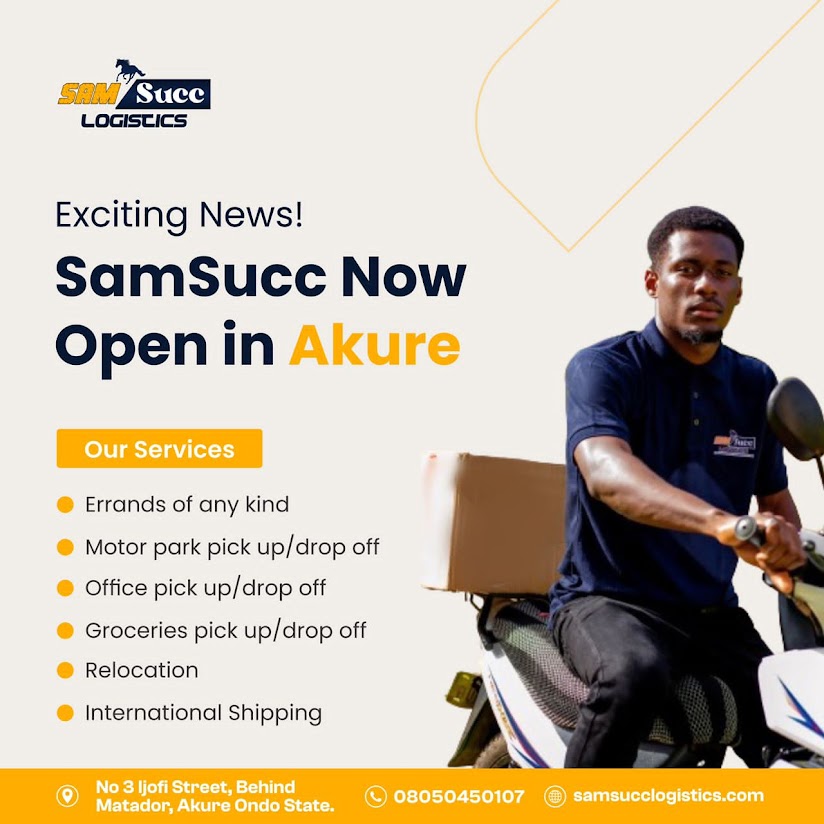 SAM Succ
LOGISTICS
Exciting News!
SamSucc Now
Open in Akure
Our Services
Errands of any kind
Motor park pick up/drop off
Office pick up/drop off
Groceries pick up/drop off
Relocation
International Shipping
SAM Succ
No 3 Ijofi Street, Behind
Matador, Akure Ondo State.
08050450107
samsucclogistics.com